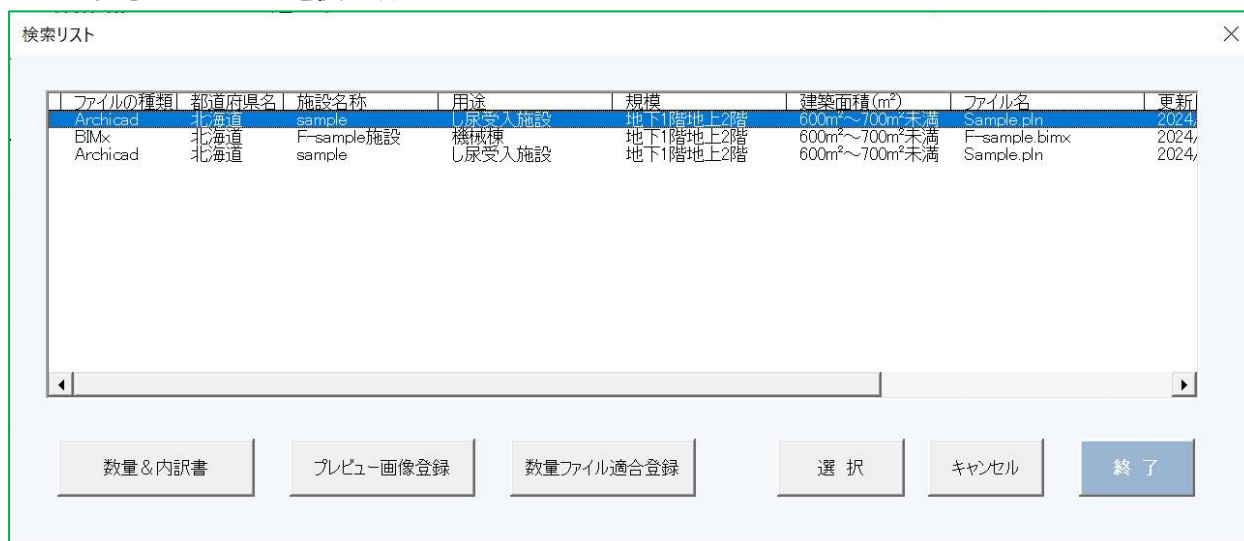 検索リスト
ファイルの種類 都道府県名 施設名称 用途 規模 建築面積(m²) ファイル名 更新
Archicad 北海道 sample し尿受入施設 地下1階地上2階 600m²～700m²未満 Sample.pln 2024/
BIMx 北海道 F-sample施設 機械棟 地下1階地上2階 600m²～700m²未満 F-sample.bimx 2024/
Archicad 北海道 sample し尿受入施設 地下1階地上2階 600m²～700m²未満 Sample.pln 2024/
数量＆内訳書 プレビュー画像登録 数量ファイル適合登録 選 択 キャンセル 終 了